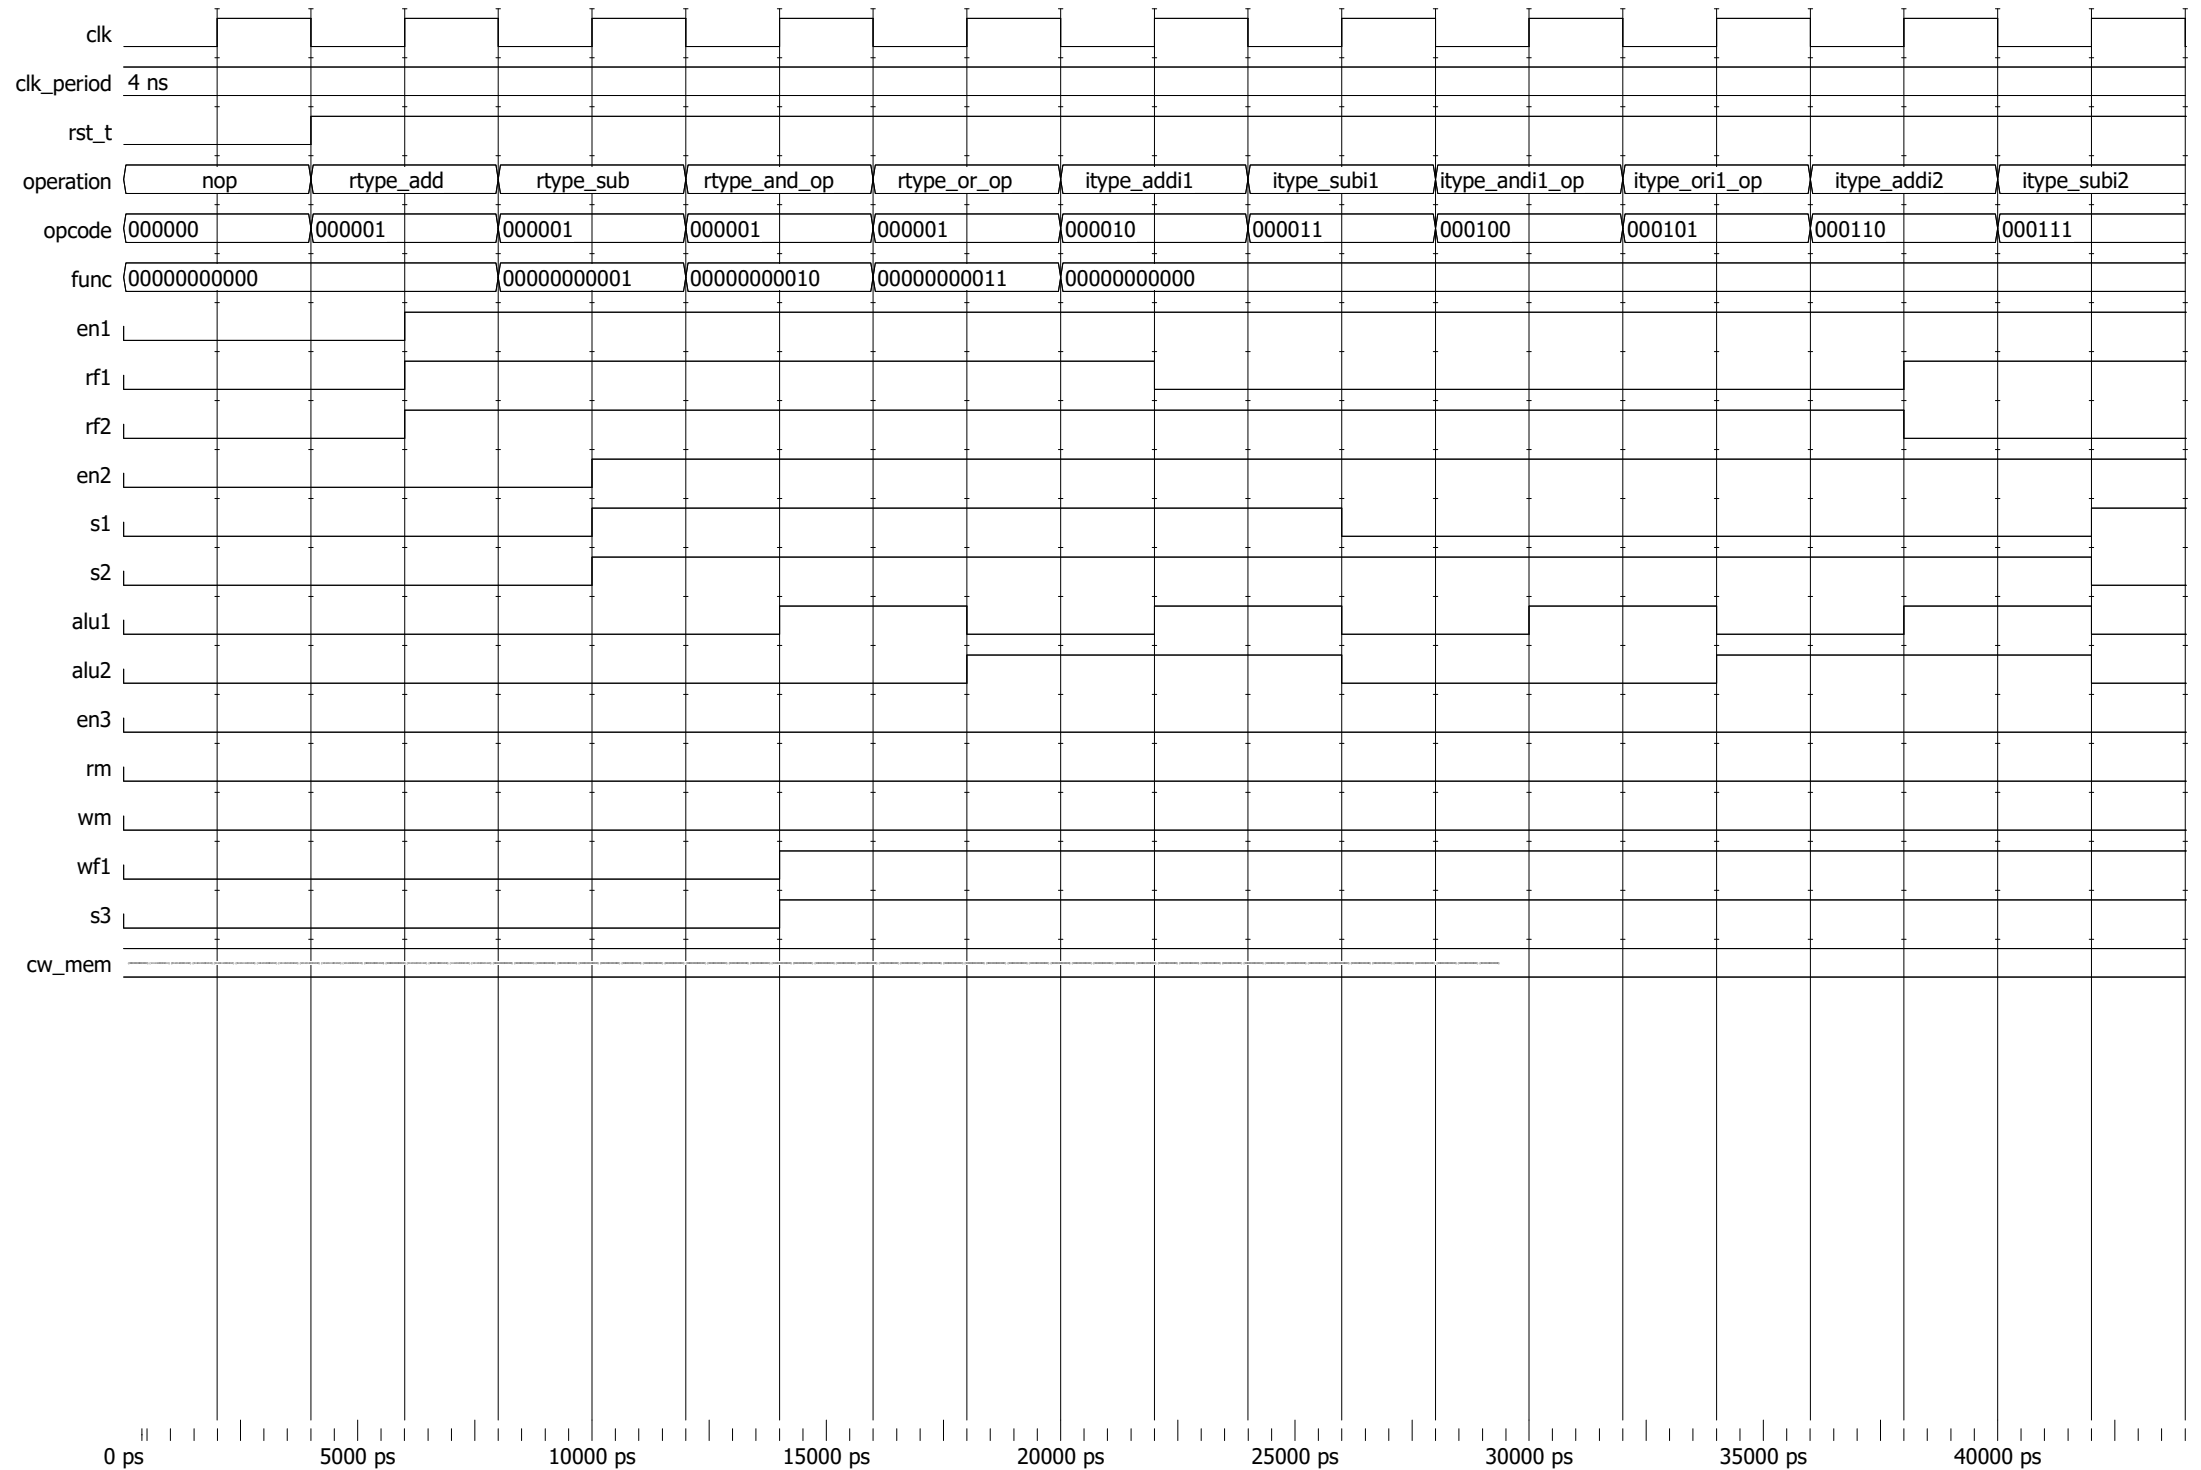 clk
clk_period 4 ns
rst_t
operation nop rtype_add rtype_sub rtype_and_op rtype_or_op itype_addi1 itype_subi1 itype_andi1_op itype_ori1_op itype_addi2 itype_subi2
opcode 000000 000001 000001 000001 000001 000010 000011 000100 000101 000110 000111
func 00000000000 00000000001 00000000010 00000000011 00000000000
en1
rf1
rf2
en2
s1
s2
alu1
alu2
en3
rm
wm
wf1
s3
cw_mem
0 ps 5000 ps 10000 ps 15000 ps 20000 ps 25000 ps 30000 ps 35000 ps 40000 ps